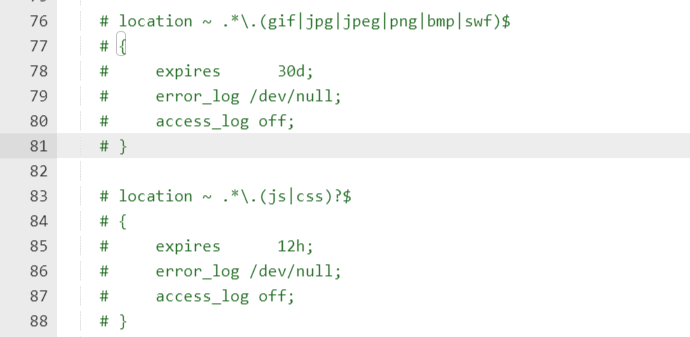 76 # location ~ .*\.(gif|jpg|jpeg|png|bmp|swf)$
77 # {
78 #     expires      30d;
79 #     error_log /dev/null;
80 #     access_log off;
81 # }
82
83 # location ~ .*\.(js|css)?$
84 # {
85 #     expires      12h;
86 #     error_log /dev/null;
87 #     access_log off;
88 # }